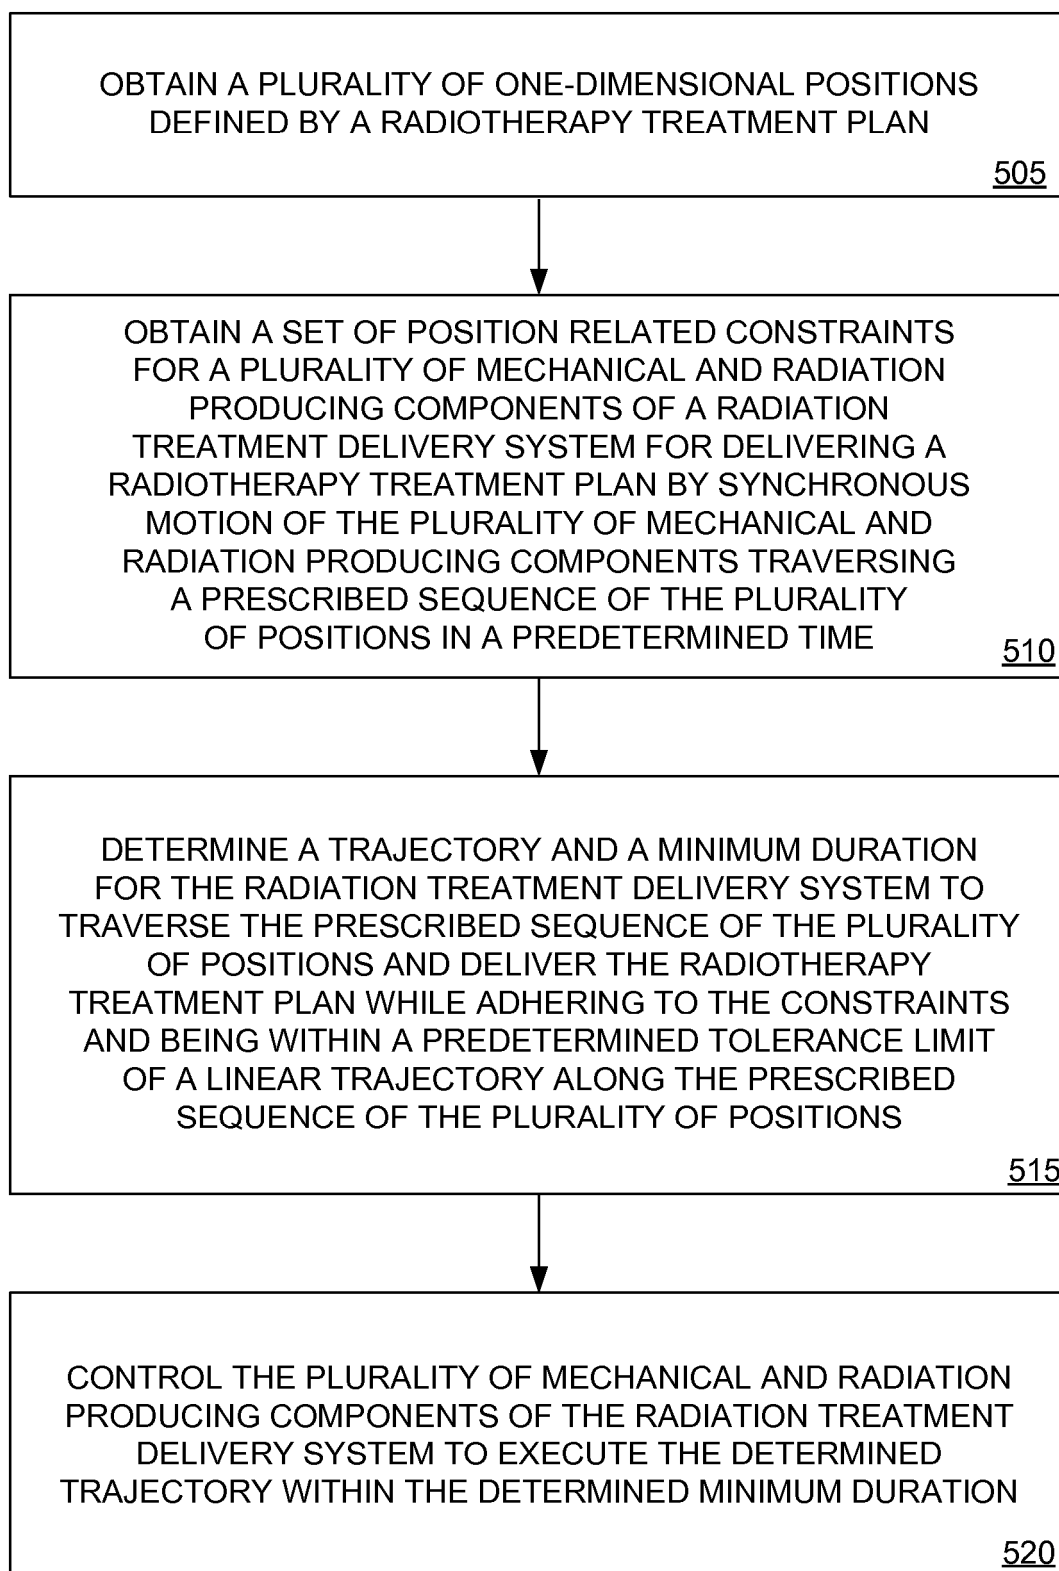 OBTAIN A PLURALITY OF ONE-DIMENSIONAL POSITIONS
DEFINED BY A RADIOTHERAPY TREATMENT PLAN
505
OBTAIN A SET OF POSITION RELATED CONSTRAINTS
FOR A PLURALITY OF MECHANICAL AND RADIATION
PRODUCING COMPONENTS OF A RADIATION
TREATMENT DELIVERY SYSTEM FOR DELIVERING A
RADIOTHERAPY TREATMENT PLAN BY SYNCHRONOUS
MOTION OF THE PLURALITY OF MECHANICAL AND
RADIATION PRODUCING COMPONENTS TRAVERSING
A PRESCRIBED SEQUENCE OF THE PLURALITY
OF POSITIONS IN A PREDETERMINED TIME
510
DETERMINE A TRAJECTORY AND A MINIMUM DURATION
FOR THE RADIATION TREATMENT DELIVERY SYSTEM TO
TRAVERSE THE PRESCRIBED SEQUENCE OF THE PLURALITY
OF POSITIONS AND DELIVER THE RADIOTHERAPY
TREATMENT PLAN WHILE ADHERING TO THE CONSTRAINTS
AND BEING WITHIN A PREDETERMINED TOLERANCE LIMIT
OF A LINEAR TRAJECTORY ALONG THE PRESCRIBED
SEQUENCE OF THE PLURALITY OF POSITIONS
515
CONTROL THE PLURALITY OF MECHANICAL AND RADIATION
PRODUCING COMPONENTS OF THE RADIATION TREATMENT
DELIVERY SYSTEM TO EXECUTE THE DETERMINED
TRAJECTORY WITHIN THE DETERMINED MINIMUM DURATION
520